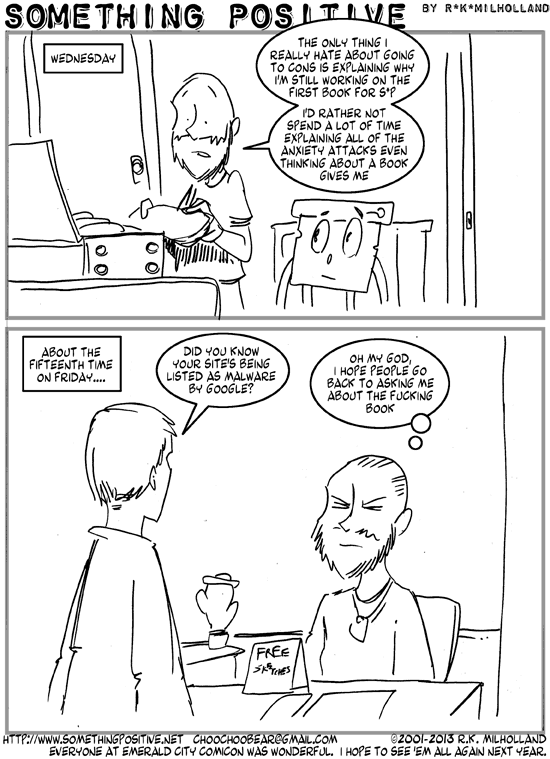 SOMETHING POSITIVE BY R*K*MILHOLLAND
WEDNESDAY
THE ONLY THING I
REALLY HATE ABOUT GOING
TO CONS IS EXPLAINING WHY
I'M STILL WORKING ON THE
FIRST BOOK FOR S*P
I'D RATHER NOT
SPEND A LOT OF TIME
EXPLAINING ALL OF THE
ANXIETY ATTACKS EVEN
THINKING ABOUT A BOOK
GIVES ME
ABOUT THE
FIFTEENTH TIME
ON FRIDAY....
DID YOU KNOW
YOUR SITE'S BEING
LISTED AS MALWARE
BY GOOGLE?
OH MY GOD,
I HOPE PEOPLE GO
BACK TO ASKING ME
ABOUT THE FUCKING
BOOK
FREE
SKETCHES
HTTP://WWW.SOMETHINGPOSITIVE.NET CHOOCHOOBEAR@GMAIL.COM ©2001-2013 R.K. MILHOLLAND
EVERYONE AT EMERALD CITY COMICON WAS WONDERFUL. I HOPE TO SEE 'EM ALL AGAIN NEXT YEAR.